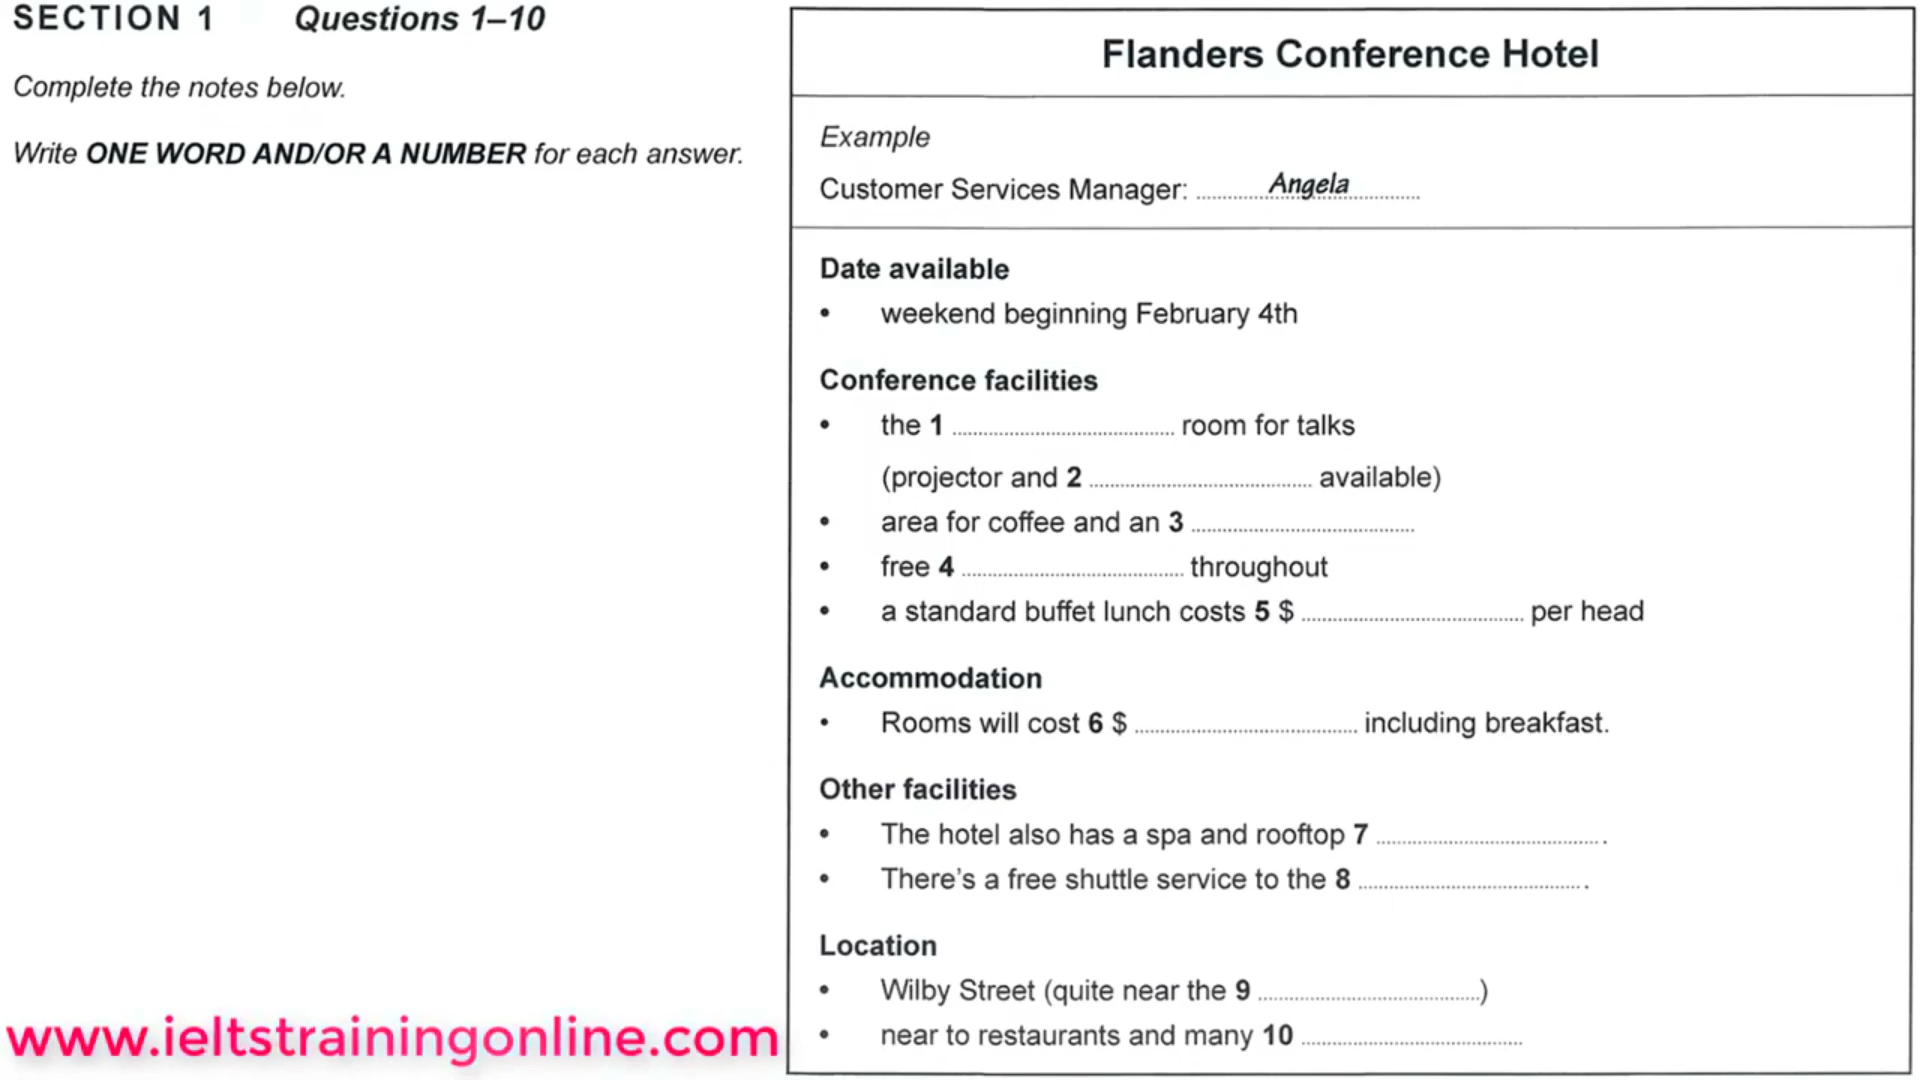 SECTION 1 Questions 1–10
Complete the notes below.
Write ONE WORD AND/OR A NUMBER for each answer.
Flanders Conference Hotel
Example
Customer Services Manager: ........Angela........
Date available
• weekend beginning February 4th
Conference facilities
• the 1 ........................ room for talks
(projector and 2 ........................ available)
• area for coffee and an 3 ........................
• free 4 ........................ throughout
• a standard buffet lunch costs 5 $ ........................ per head
Accommodation
• Rooms will cost 6 $ ........................ including breakfast.
Other facilities
• The hotel also has a spa and rooftop 7 ........................ .
• There's a free shuttle service to the 8 ........................ .
Location
• Wilby Street (quite near the 9 ........................)
• near to restaurants and many 10 ........................
www.ieltstrainingonline.com